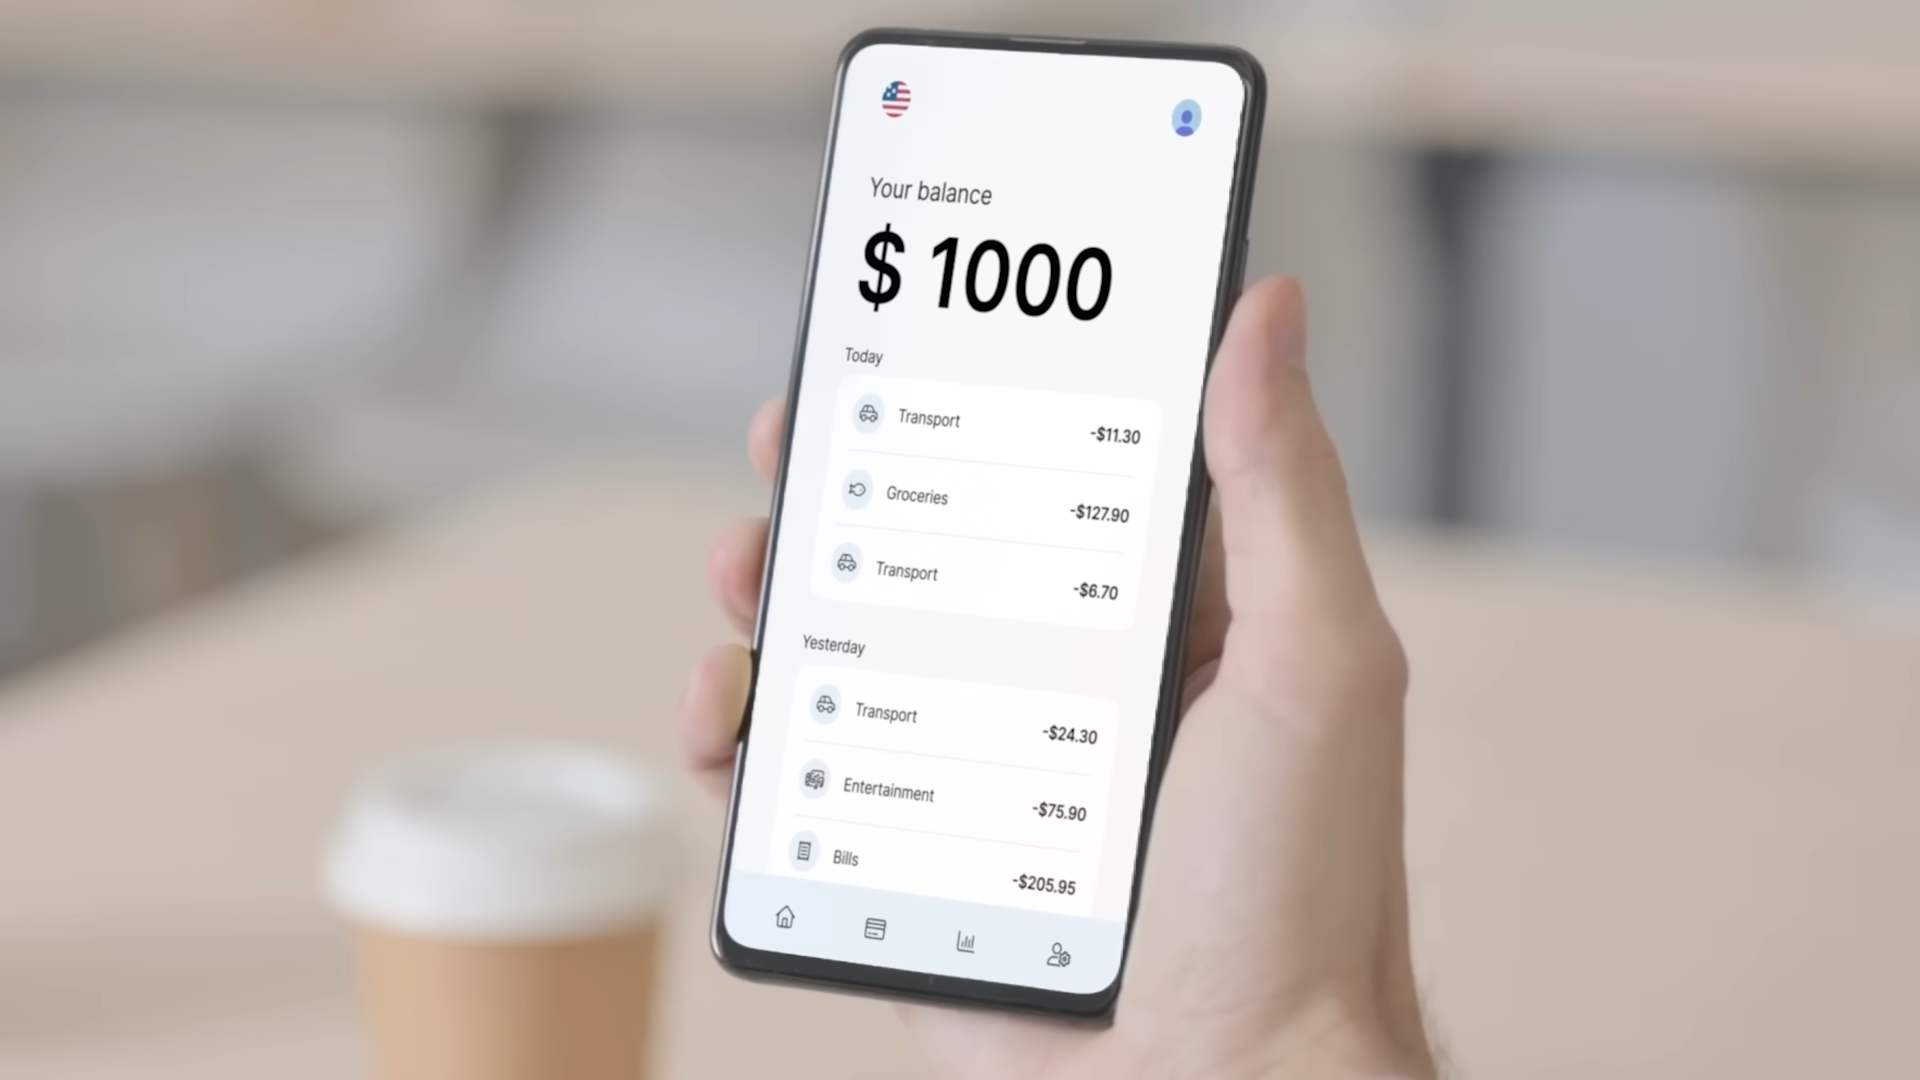 Your balance
$ 1000
Today
Transport -$11.30
Groceries -$127.90
Transport -$6.70
Yesterday
Transport -$24.30
Entertainment -$75.90
Bills -$205.95